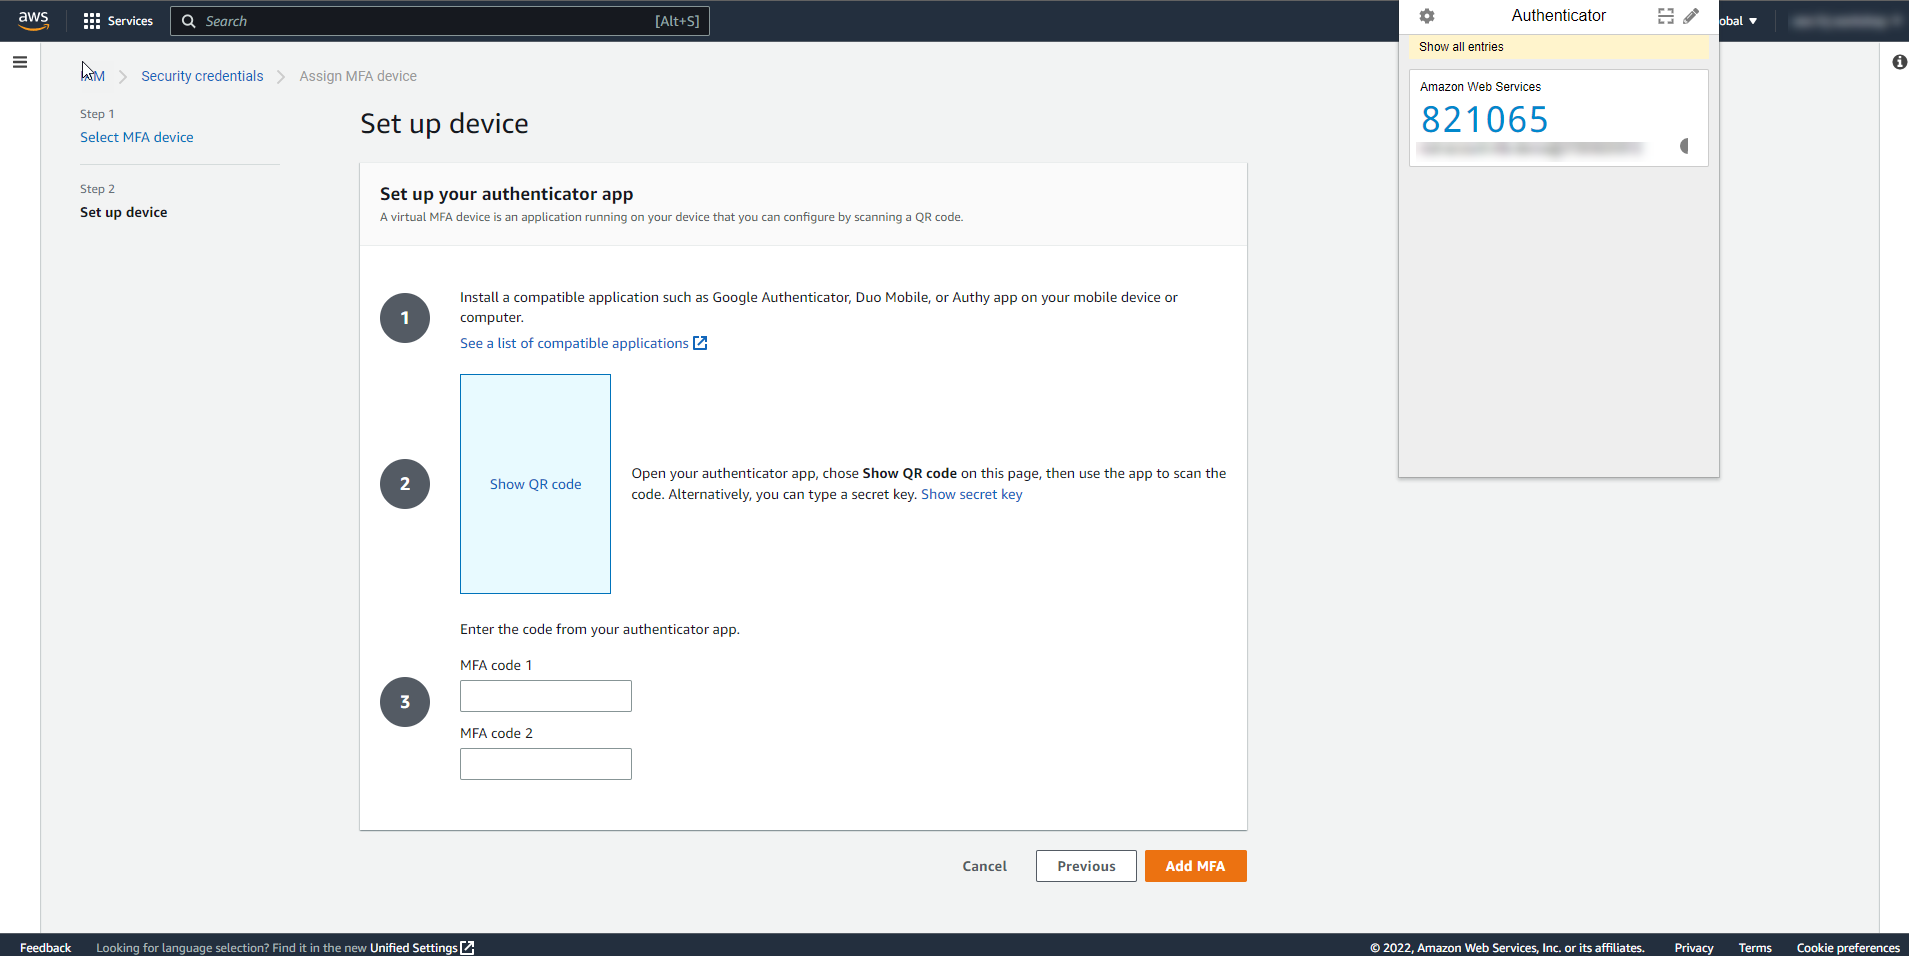 aws
Services
Search
[Alt+S]
Authenticator
obal
Show all entries
Amazon Web Services
821065
IAM
Security credentials
Assign MFA device
Step 1
Select MFA device
Step 2
Set up device
Set up device
Set up your authenticator app
A virtual MFA device is an application running on your device that you can configure by scanning a QR code.
1
Install a compatible application such as Google Authenticator, Duo Mobile, or Authy app on your mobile device or
computer.
See a list of compatible applications
2
Show QR code
Open your authenticator app, chose Show QR code on this page, then use the app to scan the
code. Alternatively, you can type a secret key. Show secret key
3
Enter the code from your authenticator app.
MFA code 1
MFA code 2
Cancel
Previous
Add MFA
Feedback
Looking for language selection? Find it in the new Unified Settings
© 2022, Amazon Web Services, Inc. or its affiliates.
Privacy
Terms
Cookie preferences